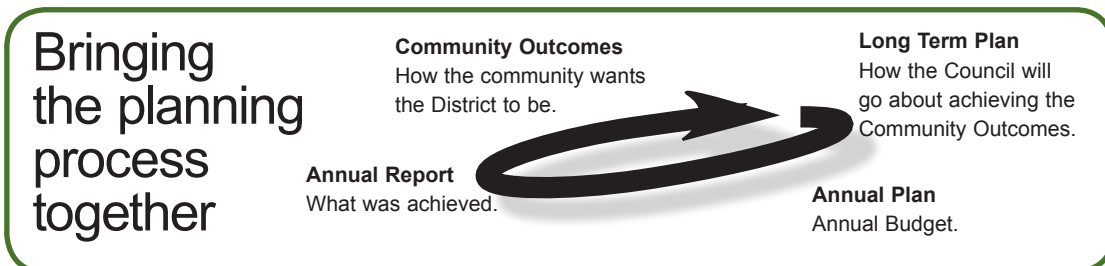 Bringing
the planning
process
together
Community Outcomes
How the community wants
the District to be.
Long Term Plan
How the Council will
go about achieving the
Community Outcomes.
Annual Report
What was achieved.
Annual Plan
Annual Budget.